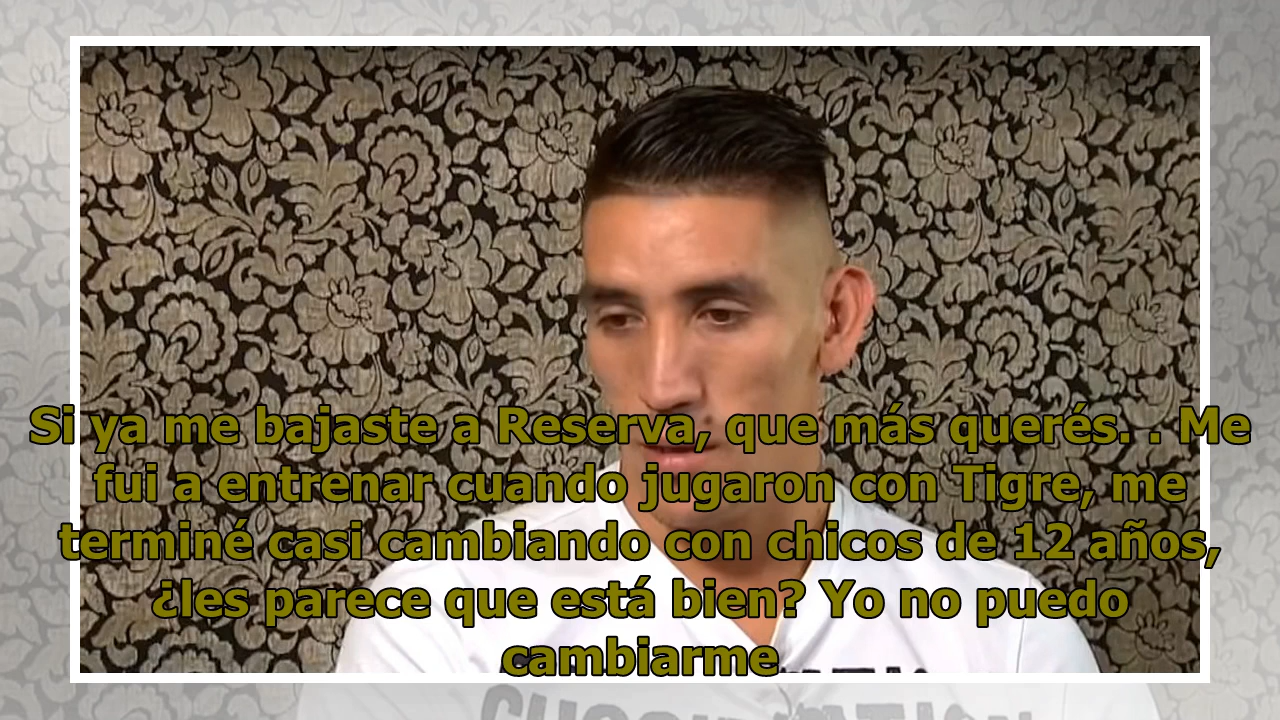 Si ya me bajaste a Reserva, que más querés. . Me
fui a entrenar cuando jugaron con Tigre, me
terminé casi cambiando con chicos de 12 años,
¿les parece que está bien? Yo no puedo
cambiarme